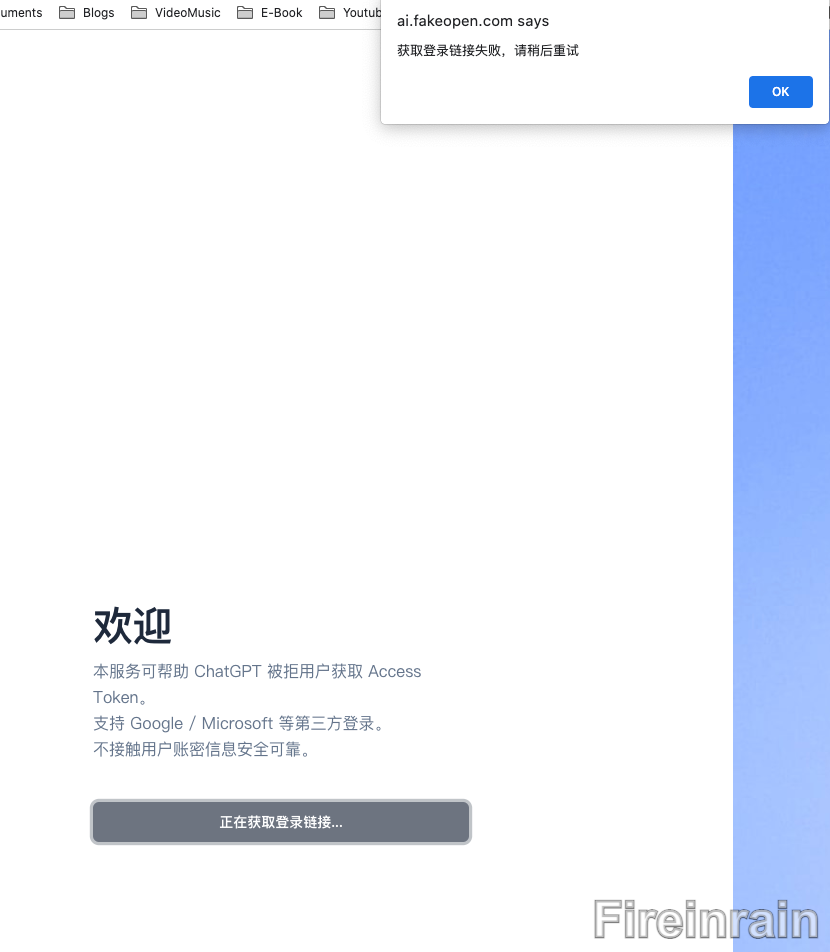 uments Blogs VideoMusic E-Book Youtub
ai.fakeopen.com says
获取登录链接失败，请稍后重试
OK
欢迎
本服务可帮助 ChatGPT 被拒用户获取 Access
Token。
支持 Google / Microsoft 等第三方登录。
不接触用户账密信息安全可靠。
正在获取登录链接...
Fireinrain